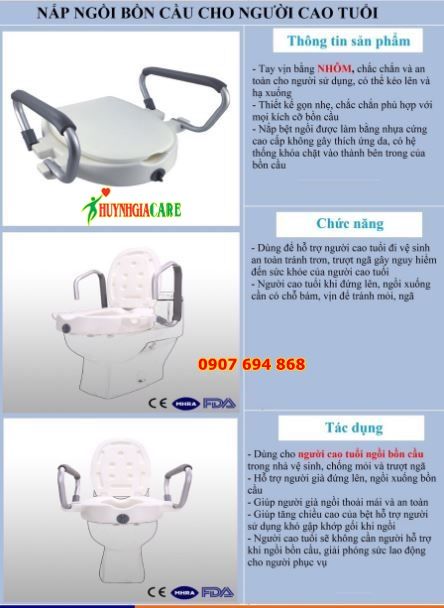 NẮP NGỒI BỒN CẦU CHO NGƯỜI CAO TUỔI
Thông tin sản phẩm
- Tay vịn bằng NHÔM, chắc chắn và an
toàn cho người sử dụng, có thể kéo lên và
hạ xuống
- Thiết kế gọn nhẹ, chắc chắn phù hợp với
mọi kích cỡ bồn cầu
- Nắp bệt ngồi được làm bằng nhựa cứng
cao cấp không gây thích ứng da, có hệ
thống khóa chặt vào thành bên trong của
bồn cầu
HUYNHGIACARE
Chức năng
- Dùng để hỗ trợ người cao tuổi đi vệ sinh
an toàn tránh trơn, trượt ngã gây nguy hiểm
đến sức khỏe của người cao tuổi
- Người cao tuổi khi đứng lên, ngồi xuống
cần có chỗ bám, vịn để tránh mỏi, ngã
0907 694 868
CE MHRA FDA
Tác dụng
- Dùng cho người cao tuổi ngồi bồn cầu
trong nhà vệ sinh, chống mỏi và trượt ngã
- Hỗ trợ người già đứng lên, ngồi xuống bồn
cầu
- Giúp người già ngồi thoải mái và an toàn
- Giúp tăng chiều cao của bệt hỗ trợ người
sử dụng khó gập khớp gối khi ngồi
- Người cao tuổi sẽ không cần người hỗ trợ
khi ngồi bồn cầu, giải phóng sức lao động
cho người phục vụ
CE MHRA FDA